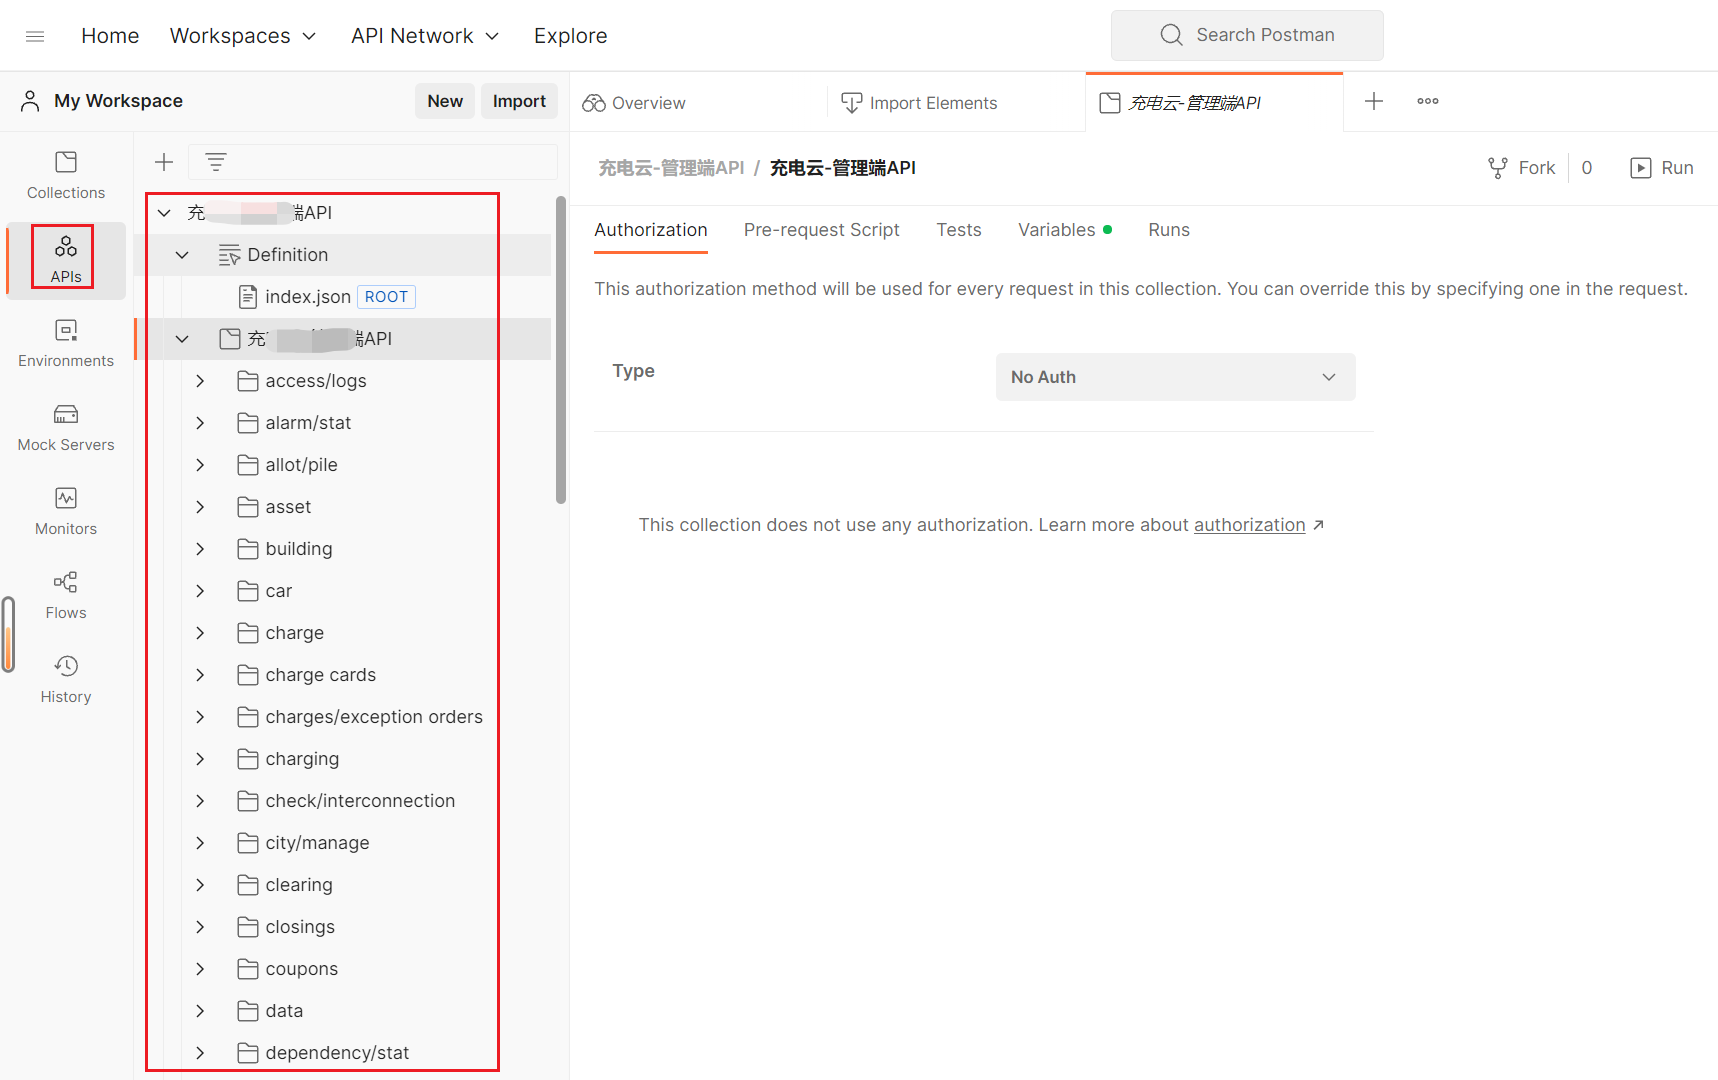 Home Workspaces API Network Explore Search Postman
My Workspace New Import Overview Import Elements 充电云-管理端API
Collections
APIs
Environments
Mock Servers
Monitors
Flows
History
充 端API
Definition
index.json ROOT
充 端API
access/logs
alarm/stat
allot/pile
asset
building
car
charge
charge cards
charges/exception orders
charging
check/interconnection
city/manage
clearing
closings
coupons
data
dependency/stat
充电云-管理端API / 充电云-管理端API Fork 0 Run
Authorization Pre-request Script Tests Variables Runs
This authorization method will be used for every request in this collection. You can override this by specifying one in the request.
Type No Auth
This collection does not use any authorization. Learn more about authorization ↗